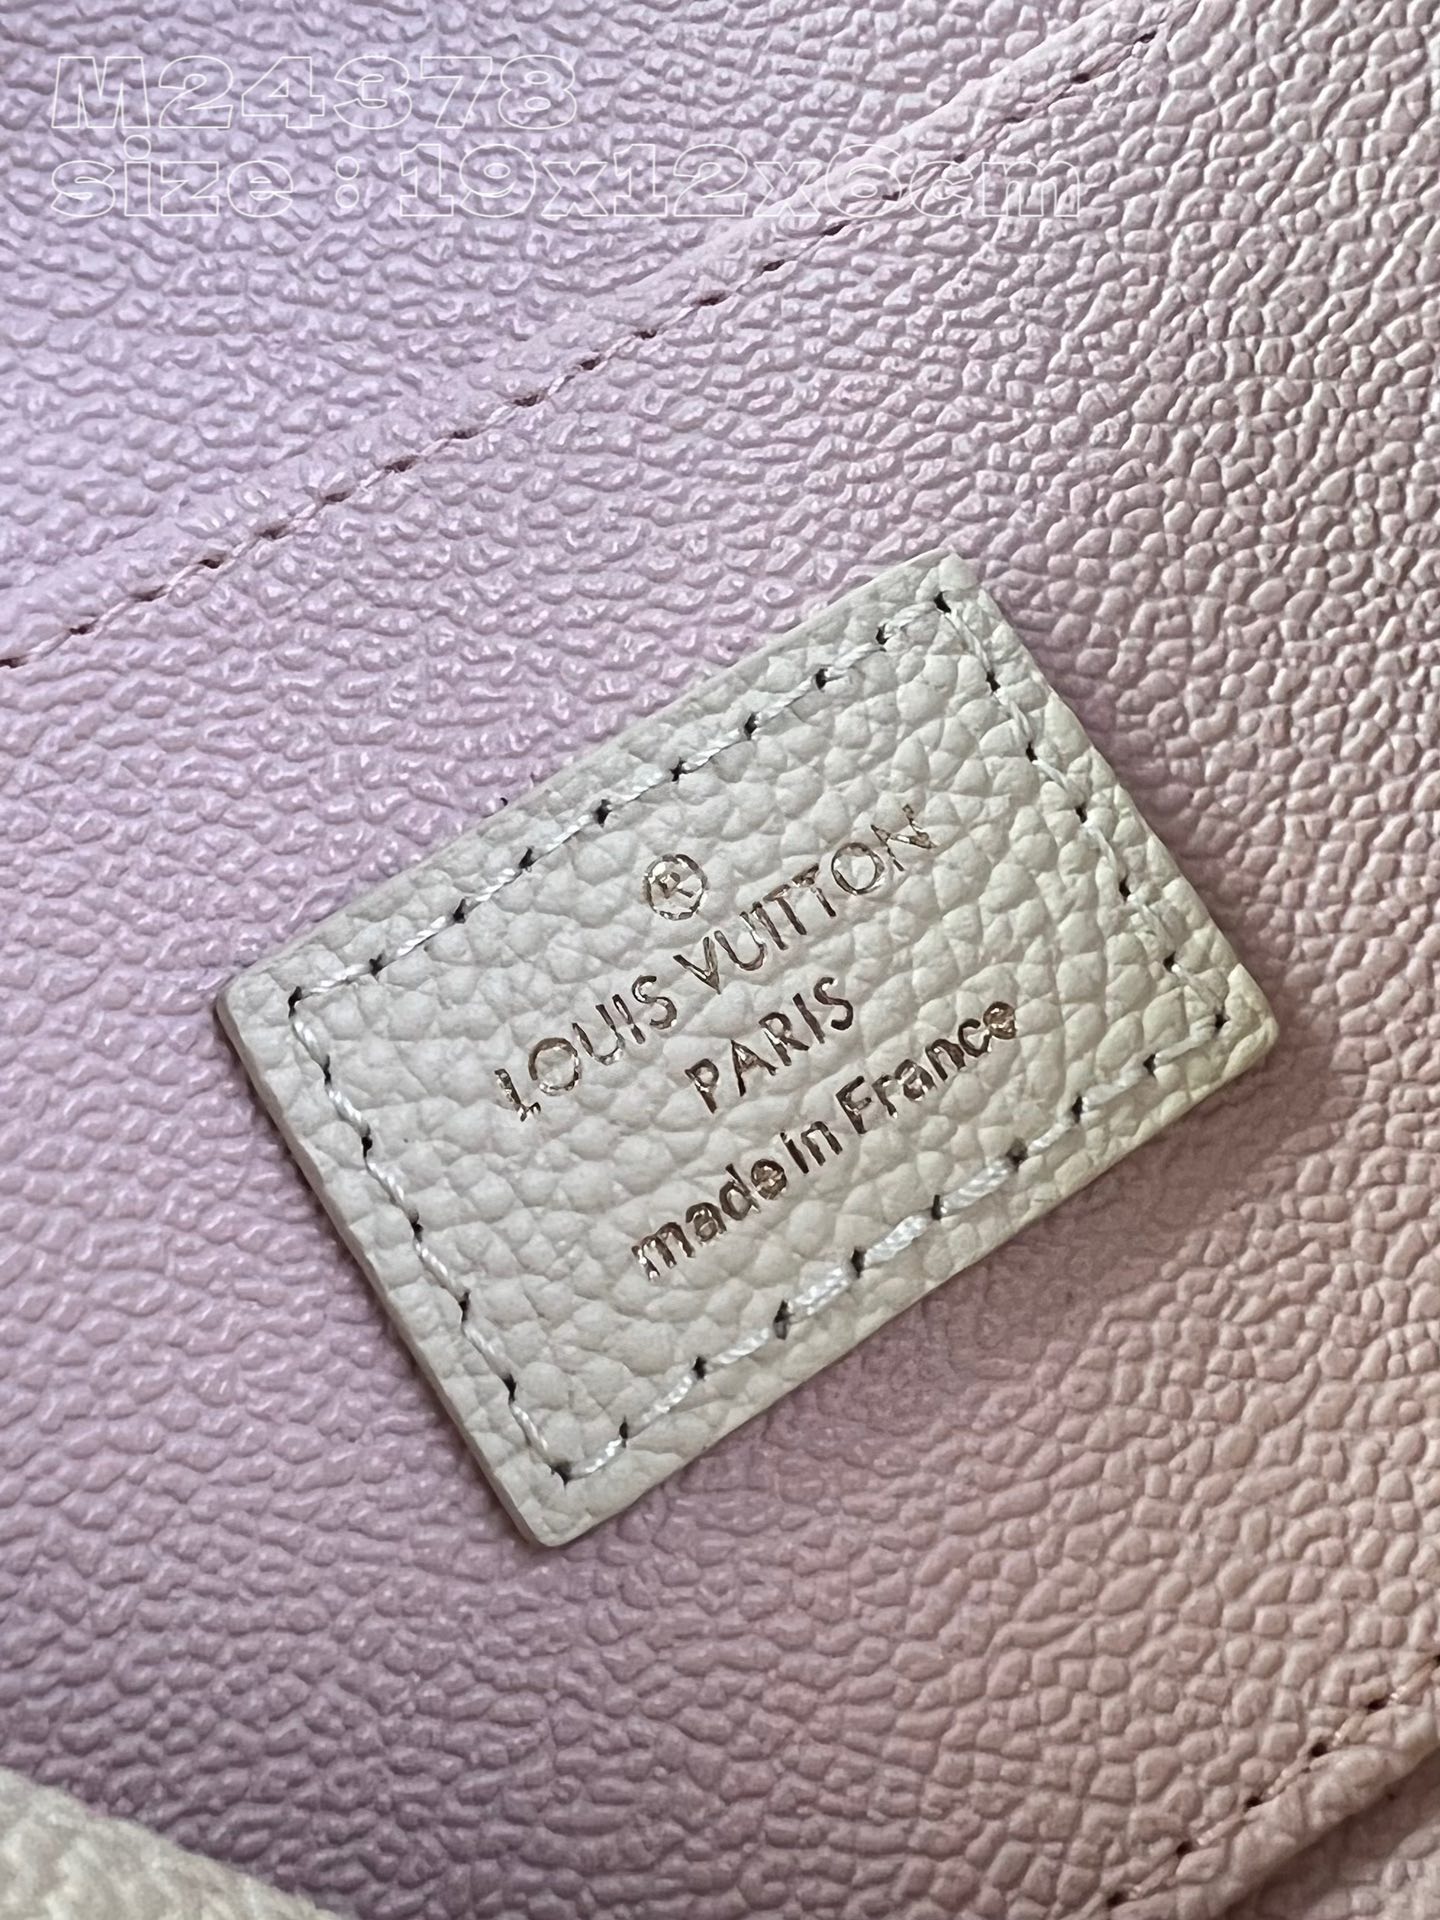 M24378
size : 19x12x6cm
®
LOUIS VUITTON
PARIS
made in France